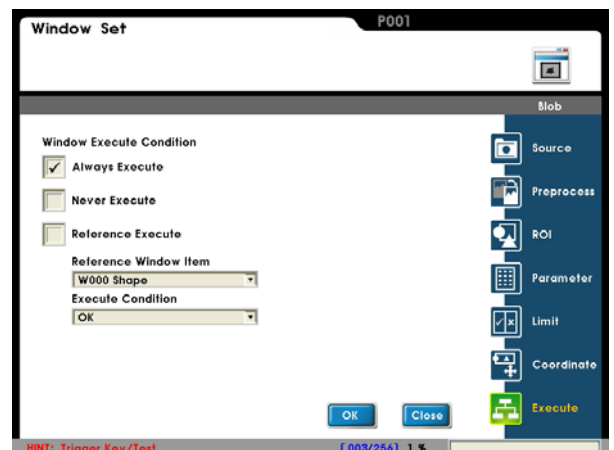 Window Set
P001
Blob
Window Execute Condition
Always Execute
Never Execute
Reference Execute
Reference Window Item
W000 Shape
Execute Condition
OK
OK
Close
Source
Preprocess
ROI
Parameter
Limit
Coordinate
Execute
HINT: Trigger Key/Test
[003/256] 1 %